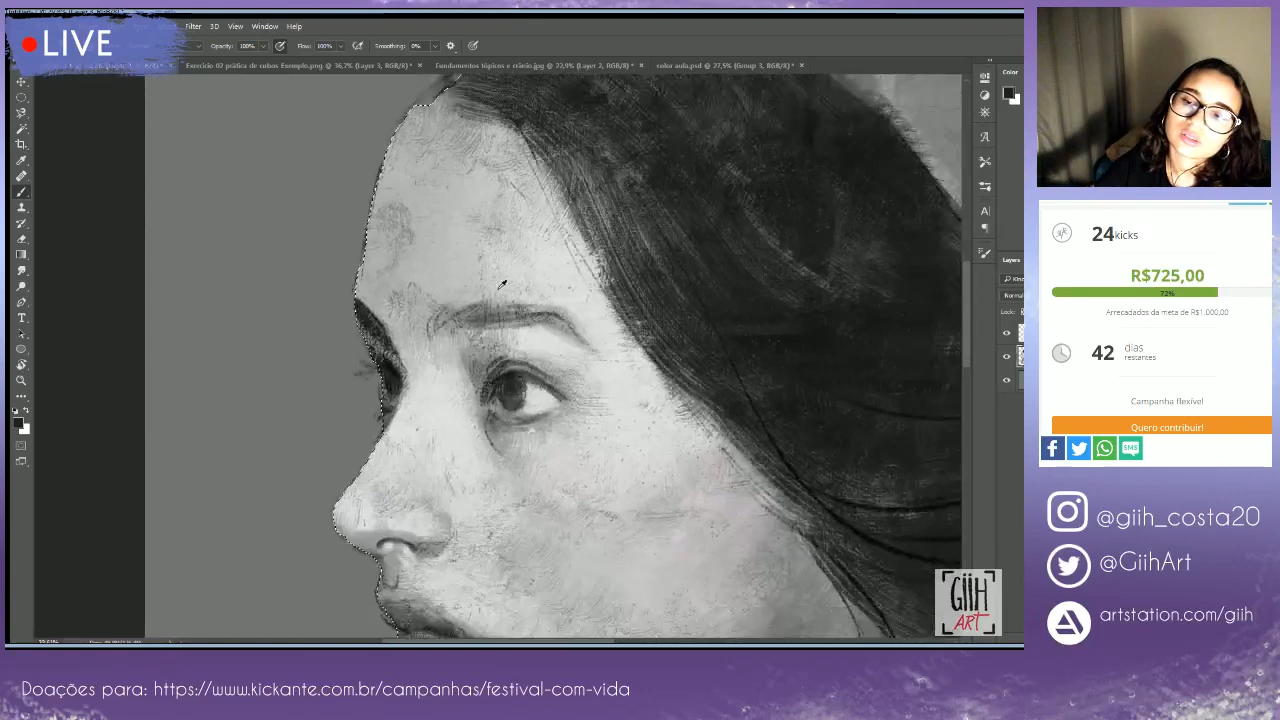 LIVE
Filter 3D View Window Help
Opacity: 100% Flow: 100% Smoothing: 0%
Exercício 02 prática de cubos Exemplo.png @ 36,7% (Layer 3, RGB/8) *
Fundamentos tópicos e crânio.jpg @ 22,9% (Layer 2, RGB/8) *
color aula.psd @ 27,5% (Group 3, RGB/8) *
Color
Layers
Normal
Lock:
GiiH
ART
24 kicks
R$725,00
72%
Arrecadados da meta de R$1.000,00
42 dias
restantes
Campanha flexível
Quero contribuir!
SMS
@giih_costa20
@GiihArt
artstation.com/giih
Doações para: https://www.kickante.com.br/campanhas/festival-com-vida